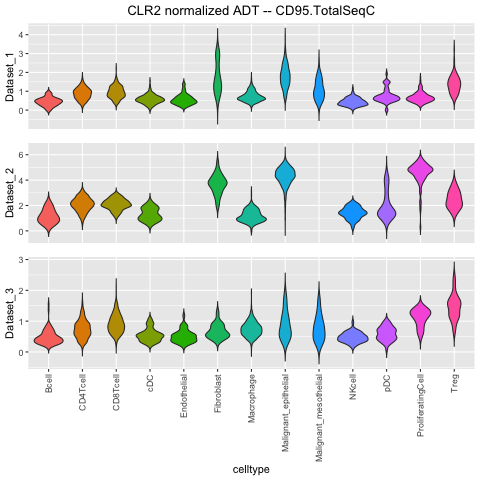 CLR2 normalized ADT -- CD95.TotalSeqC
Dataset_1
4
3
2
1
0
Dataset_2
6
4
2
0
Dataset_3
3
2
1
0
Bcell
CD4Tcell
CD8Tcell
cDC
Endothelial
Fibroblast
Macrophage
Malignant_epithelial
Malignant_mesothelial
NKcell
pDC
ProliferatingCell
Treg
celltype